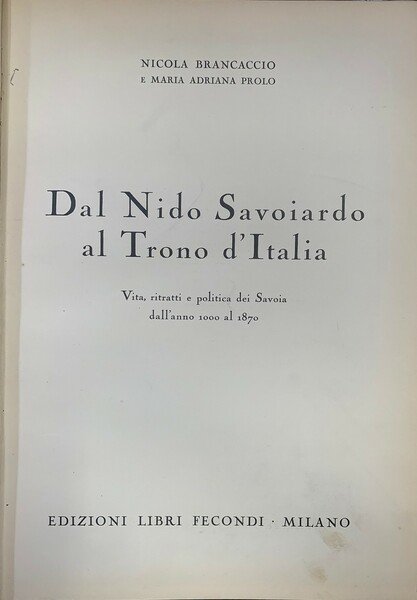 NICOLA BRANCACCIO
E MARIA ADRIANA PROLO
Dal Nido Savoiardo
al Trono d'Italia
Vita, ritratti e politica dei Savoia
dall'anno 1000 al 1870
EDIZIONI LIBRI FECONDI · MILANO